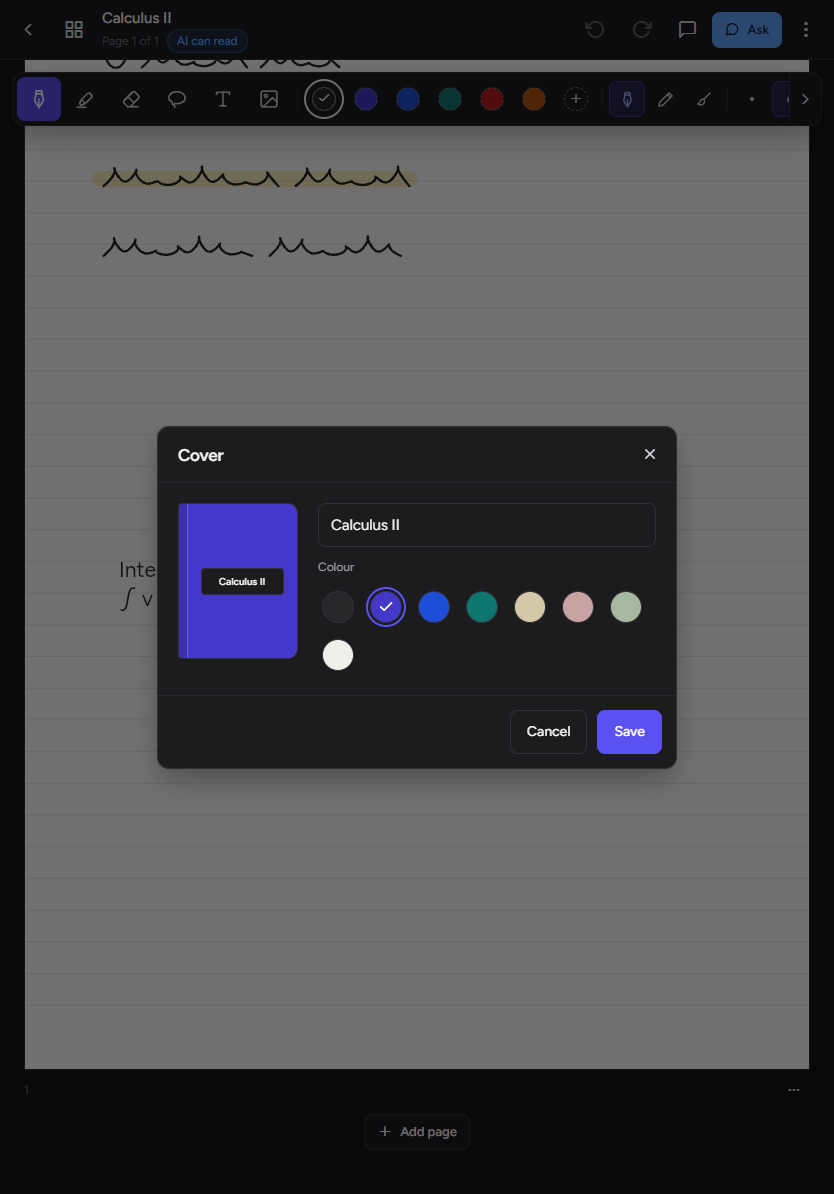 Calculus II
Page 1 of 1 AI can read
Ask
Cover
Calculus II
Calculus II
Colour
Inte
∫ v
Cancel
Save
1
Add page